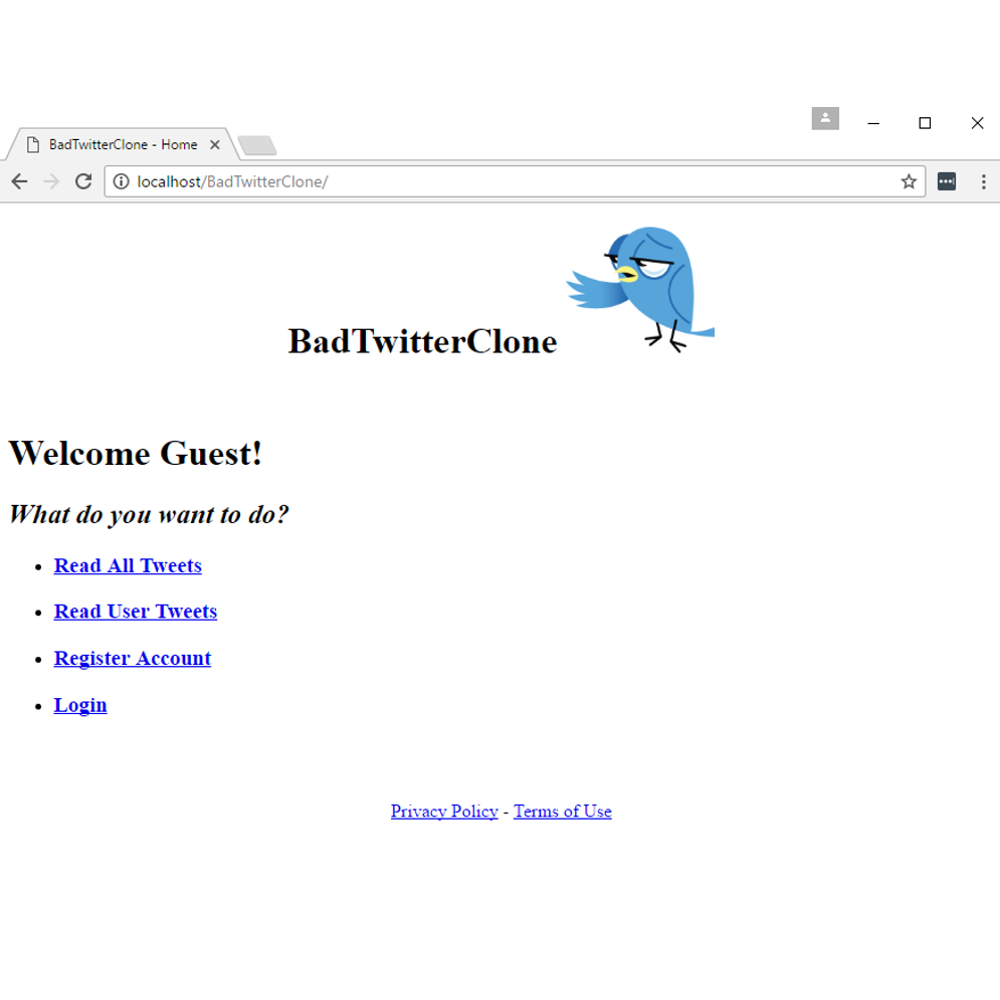 BadTwitterClone - Home
localhost/BadTwitterClone/
BadTwitterClone
Welcome Guest!
What do you want to do?
Read All Tweets
Read User Tweets
Register Account
Login
Privacy Policy - Terms of Use